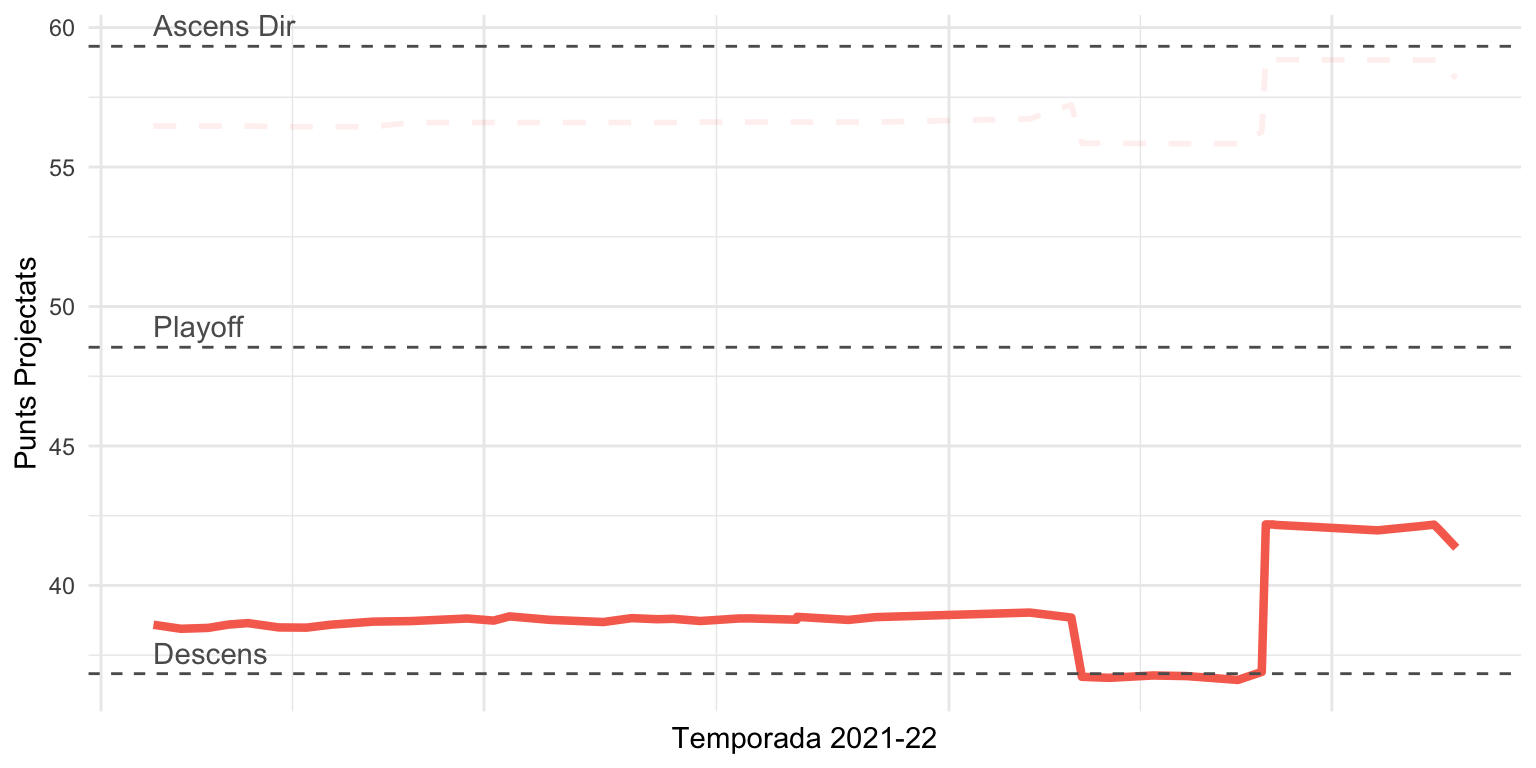 60
Ascens Dir
55
50
Playoff
45
40
Descens
Punts Projectats
Temporada 2021-22